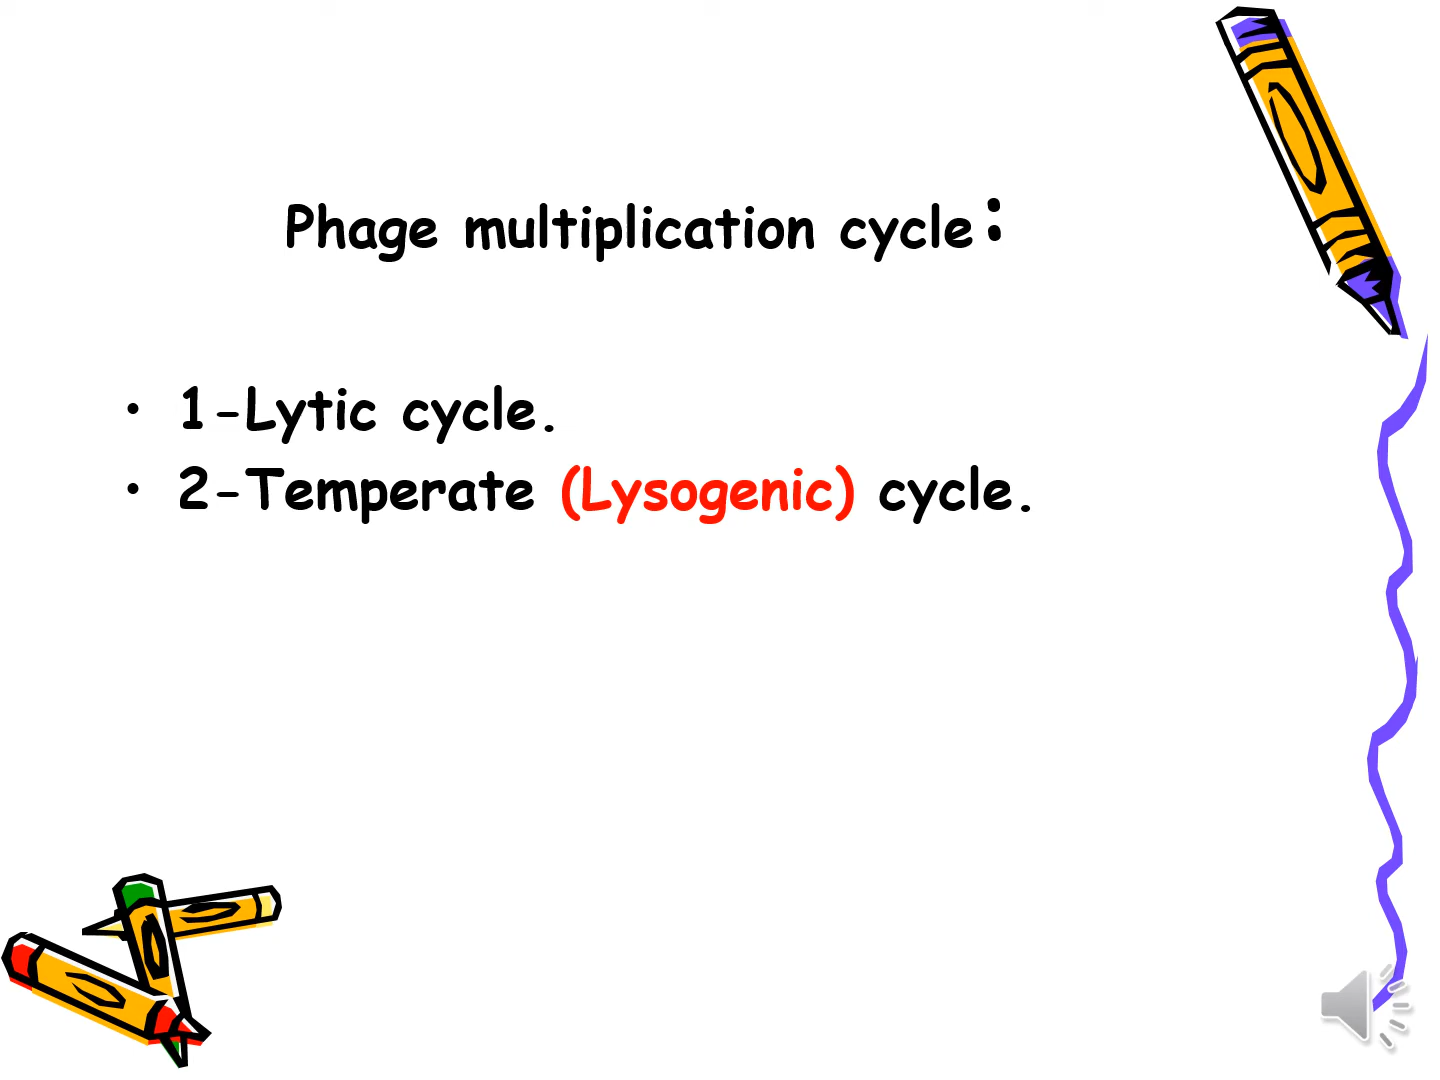 Phage multiplication cycle:
• 1-Lytic cycle.
• 2-Temperate (Lysogenic) cycle.